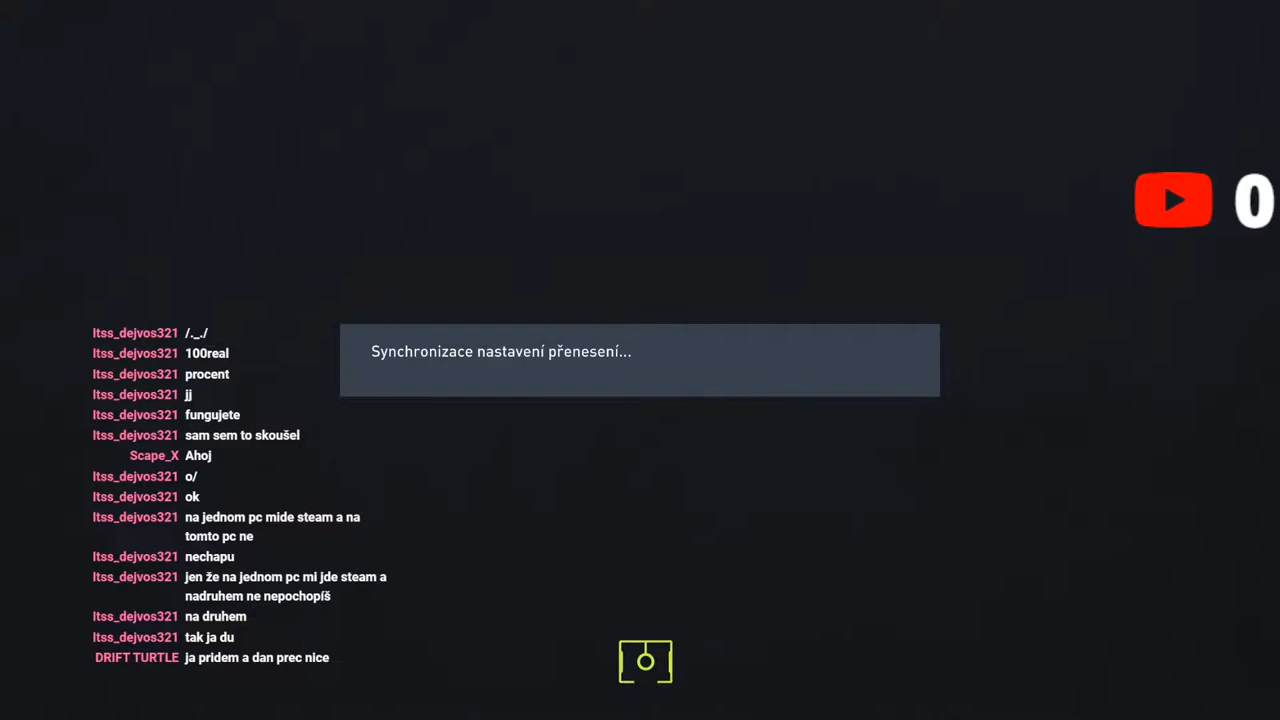 0
Itss_dejvos321 /._./
Synchronizace nastavení přenesení...
Itss_dejvos321 100real
Itss_dejvos321 procent
Itss_dejvos321 jj
Itss_dejvos321 fungujete
Itss_dejvos321 sam sem to skoušel
Scape_X Ahoj
Itss_dejvos321 o/
Itss_dejvos321 ok
Itss_dejvos321 na jednom pc mide steam a na
tomto pc ne
Itss_dejvos321 nechapu
Itss_dejvos321 jen že na jednom pc mi jde steam a
nadruhem ne nepochopíš
Itss_dejvos321 na druhem
Itss_dejvos321 tak ja du
DRIFT TURTLE ja pridem a dan prec nice